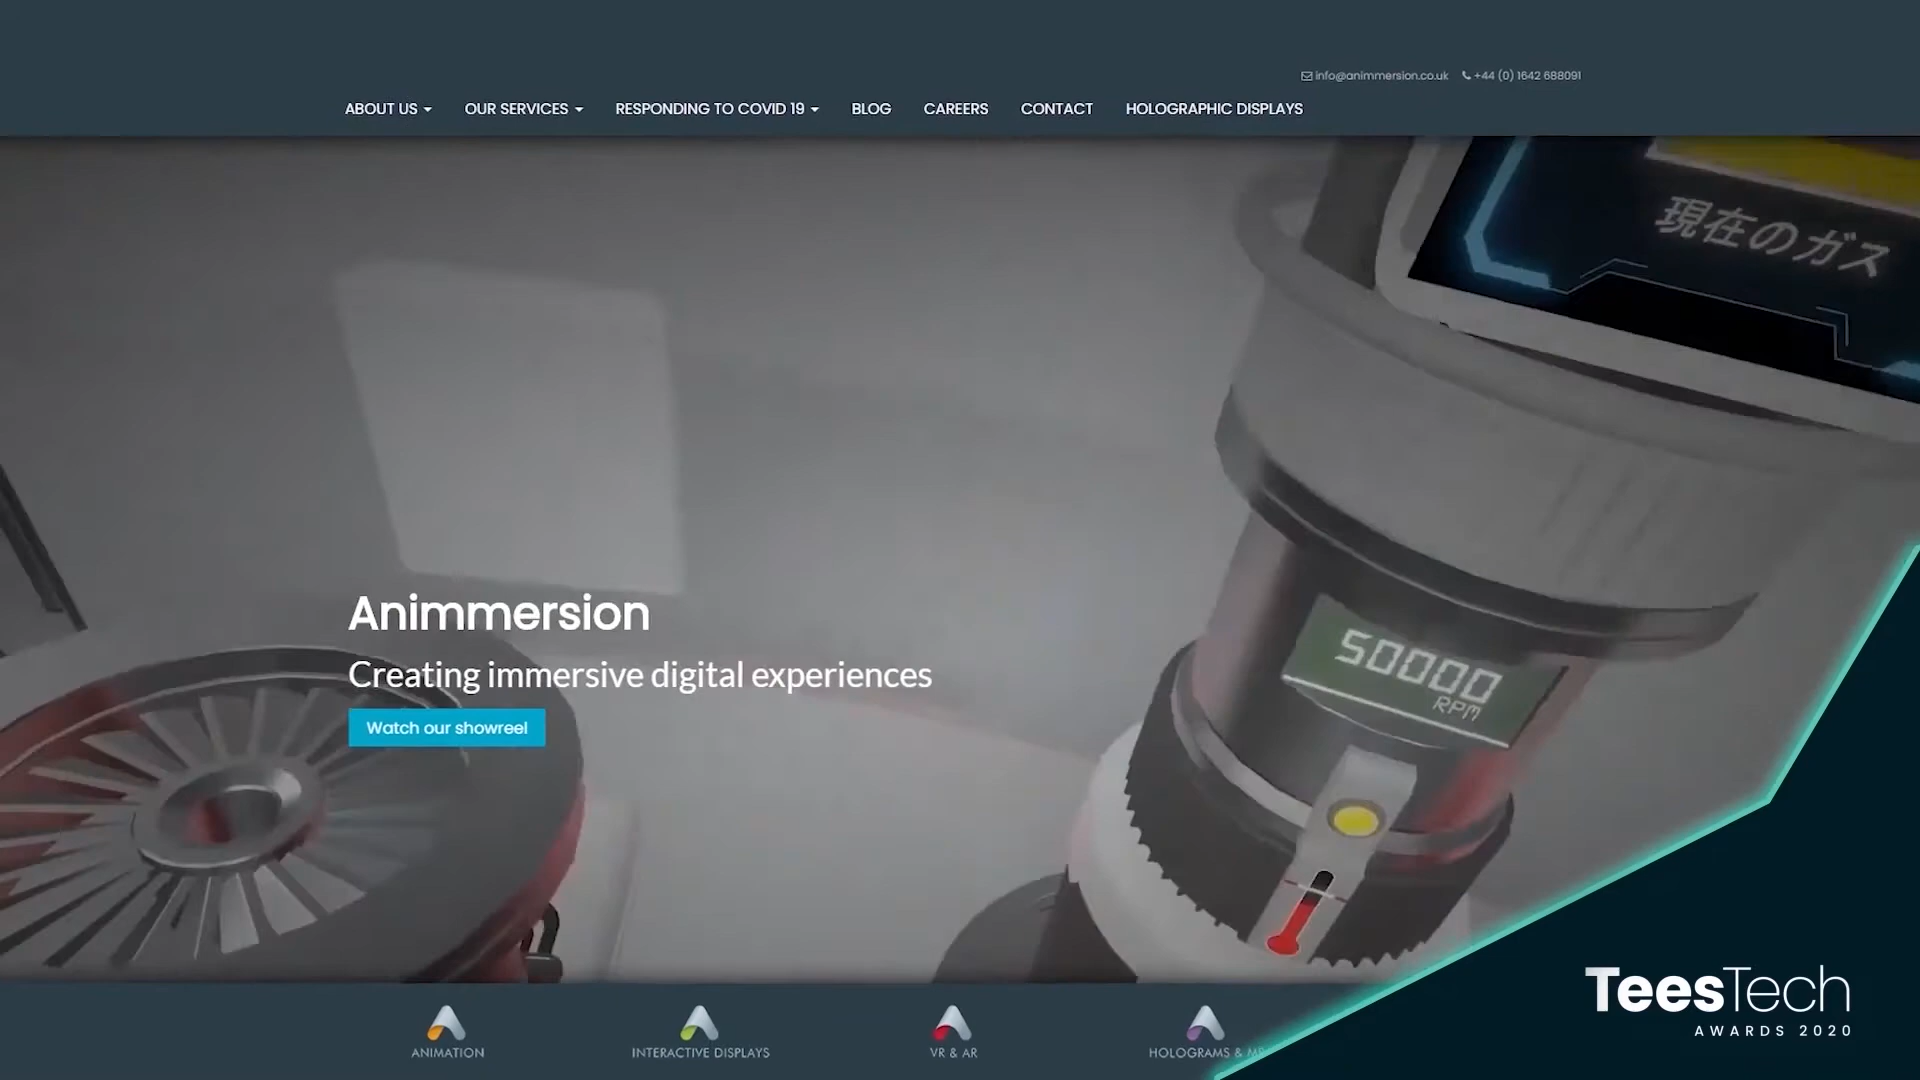 info@animmersion.co.uk +44 (0) 1642 688091
ABOUT US OUR SERVICES RESPONDING TO COVID 19 BLOG CAREERS CONTACT HOLOGRAPHIC DISPLAYS
現在のガス
50000
RPM
Animmersion
Creating immersive digital experiences
Watch our showreel
ANIMATION INTERACTIVE DISPLAYS VR & AR HOLOGRAMS &
TeesTech
AWARDS 2020